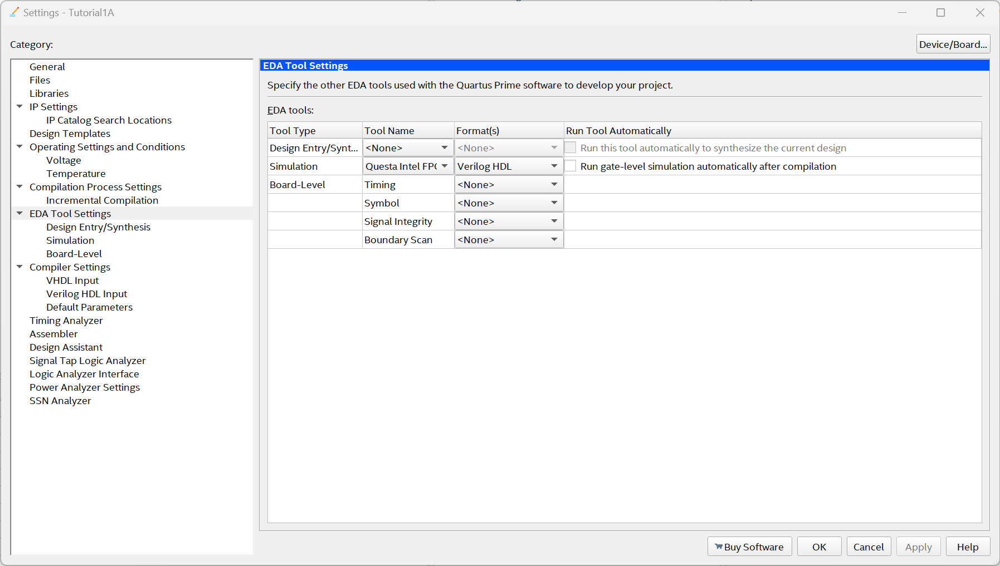 Settings - Tutorial1A
Category:
Device/Board...
General
Files
Libraries
IP Settings
IP Catalog Search Locations
Design Templates
Operating Settings and Conditions
Voltage
Temperature
Compilation Process Settings
Incremental Compilation
EDA Tool Settings
Design Entry/Synthesis
Simulation
Board-Level
Compiler Settings
VHDL Input
Verilog HDL Input
Default Parameters
Timing Analyzer
Assembler
Design Assistant
Signal Tap Logic Analyzer
Logic Analyzer Interface
Power Analyzer Settings
SSN Analyzer
EDA Tool Settings
Specify the other EDA tools used with the Quartus Prime software to develop your project.
EDA tools:
Tool Type Tool Name Format(s) Run Tool Automatically
Design Entry/Synt... <None> <None> Run this tool automatically to synthesize the current design
Simulation Questa Intel FPG Verilog HDL Run gate-level simulation automatically after compilation
Board-Level Timing <None>
Symbol <None>
Signal Integrity <None>
Boundary Scan <None>
Buy Software OK Cancel Apply Help